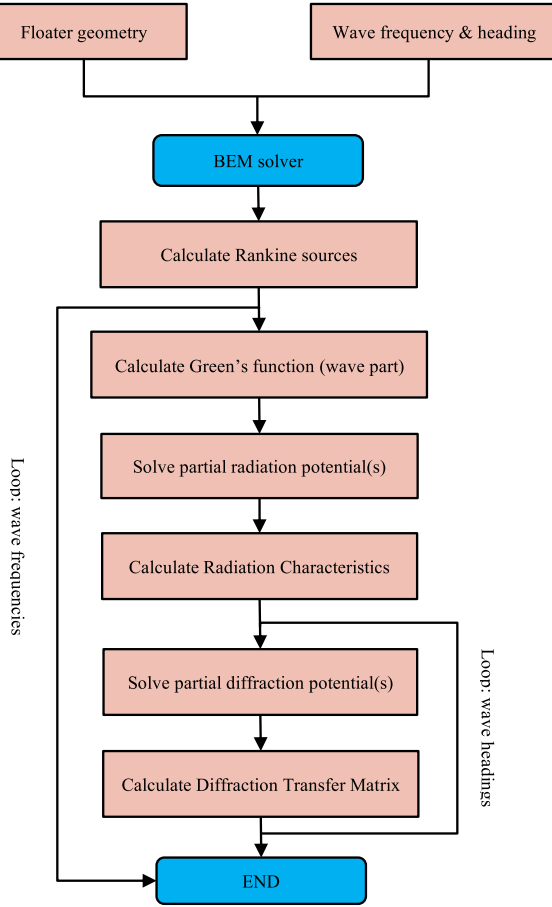 Floater geometry
Wave frequency & heading
BEM solver
Calculate Rankine sources
Calculate Green's function (wave part)
Solve partial radiation potential(s)
Calculate Radiation Characteristics
Loop: wave frequencies
Solve partial diffraction potential(s)
Loop: wave headings
Calculate Diffraction Transfer Matrix
END